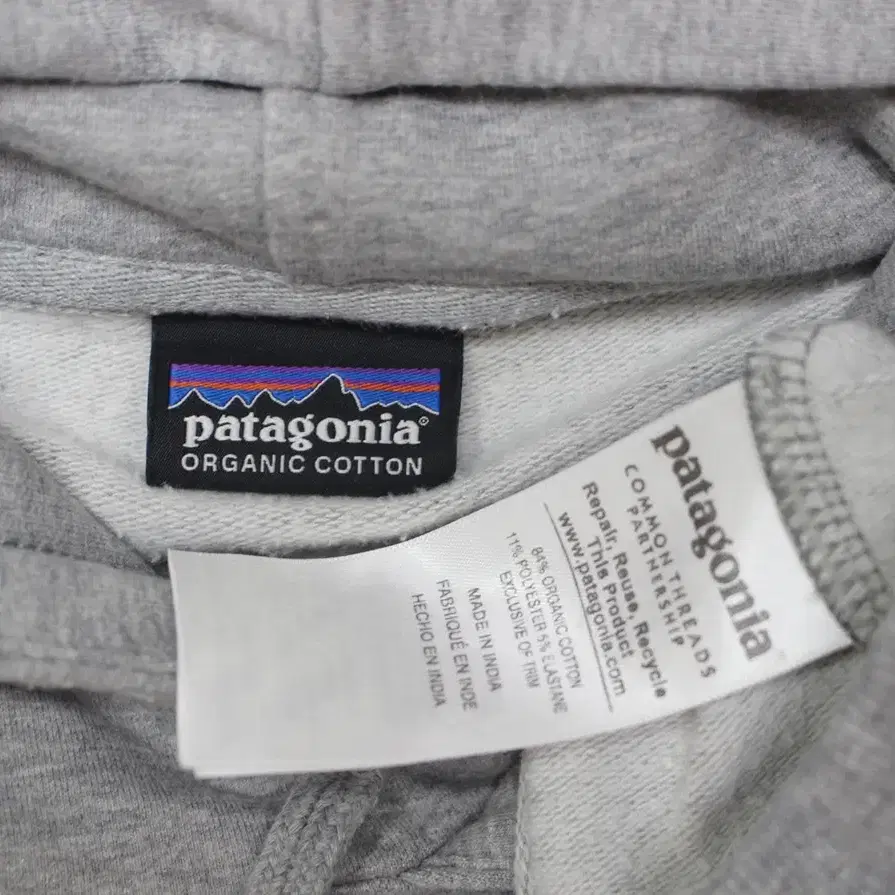 patagonia®
ORGANIC COTTON
patagonia
COMMON THREADS
PARTNERSHIP
Repair, Reuse, Recycle
This Product
www.patagonia.com
84% ORGANIC COTTON
11% POLYESTER 5% ELASTANE
EXCLUSIVE OF TRIM
MADE IN INDIA
FABRIQUÉ EN INDE
HECHO EN INDIA